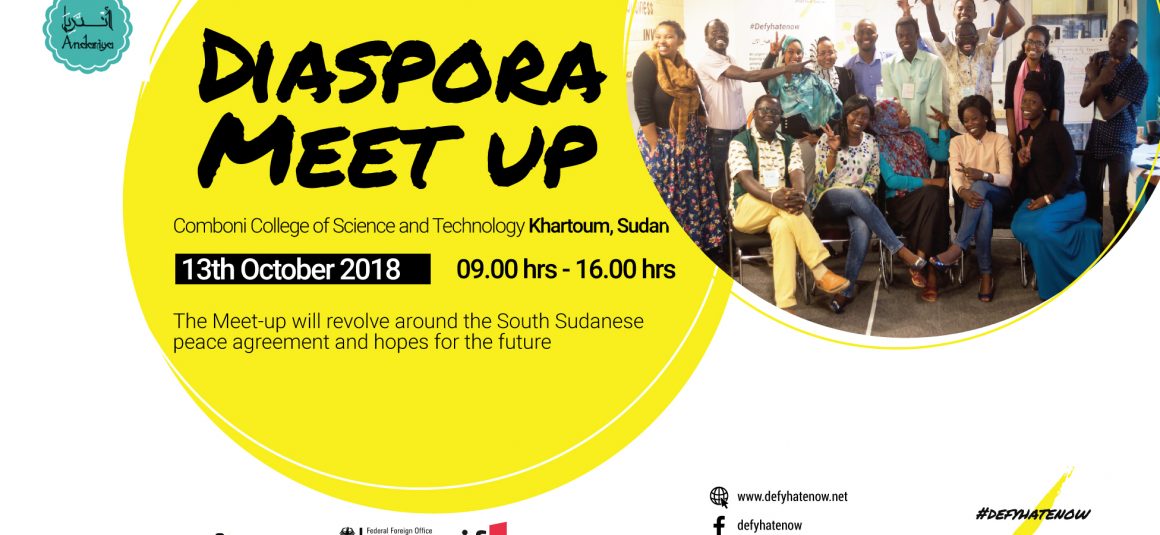 أندريا
Andariya
DIASPORA
MEET UP
Comboni College of Science and Technology Khartoum, Sudan
13th October 2018
09.00 hrs - 16.00 hrs
The Meet-up will revolve around the South Sudanese
peace agreement and hopes for the future
#Defyhatenow
Federal Foreign Office
www.defyhatenow.net
defyhatenow
#DEFYHATENOW